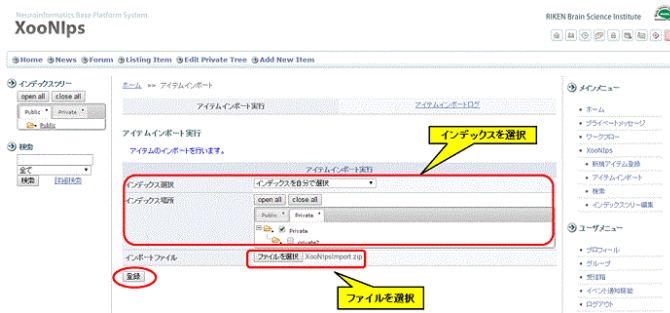 Neuroinformatics Base Platform System
XooNIps
RIKEN Brain Science Institute
Home News Forum Listing Item Edit Private Tree Add New Item
インデックスツリー
open all close all
Public * Private *
Public
検索
全て
検索 詳細検索
ホーム >> アイテムインポート
アイテムインポート実行 アイテムインポートログ
アイテムインポート実行
アイテムのインポートを行います。
アイテムインポート実行
インデックス選択 インデックスを自分で選択
インデックス場所 open all close all
Public * Private *
Private
private2
インポートファイル ファイルを選択 XooNIpsImport.zip
登録
インデックスを選択
ファイルを選択
メインメニュー
ホーム
プライベートメッセージ
ワークフロー
XooNIps
新規アイテム登録
アイテムインポート
検索
インデックスツリー編集
ユーザメニュー
プロフィール
グループ
受信箱
イベント通知機能
ログアウト